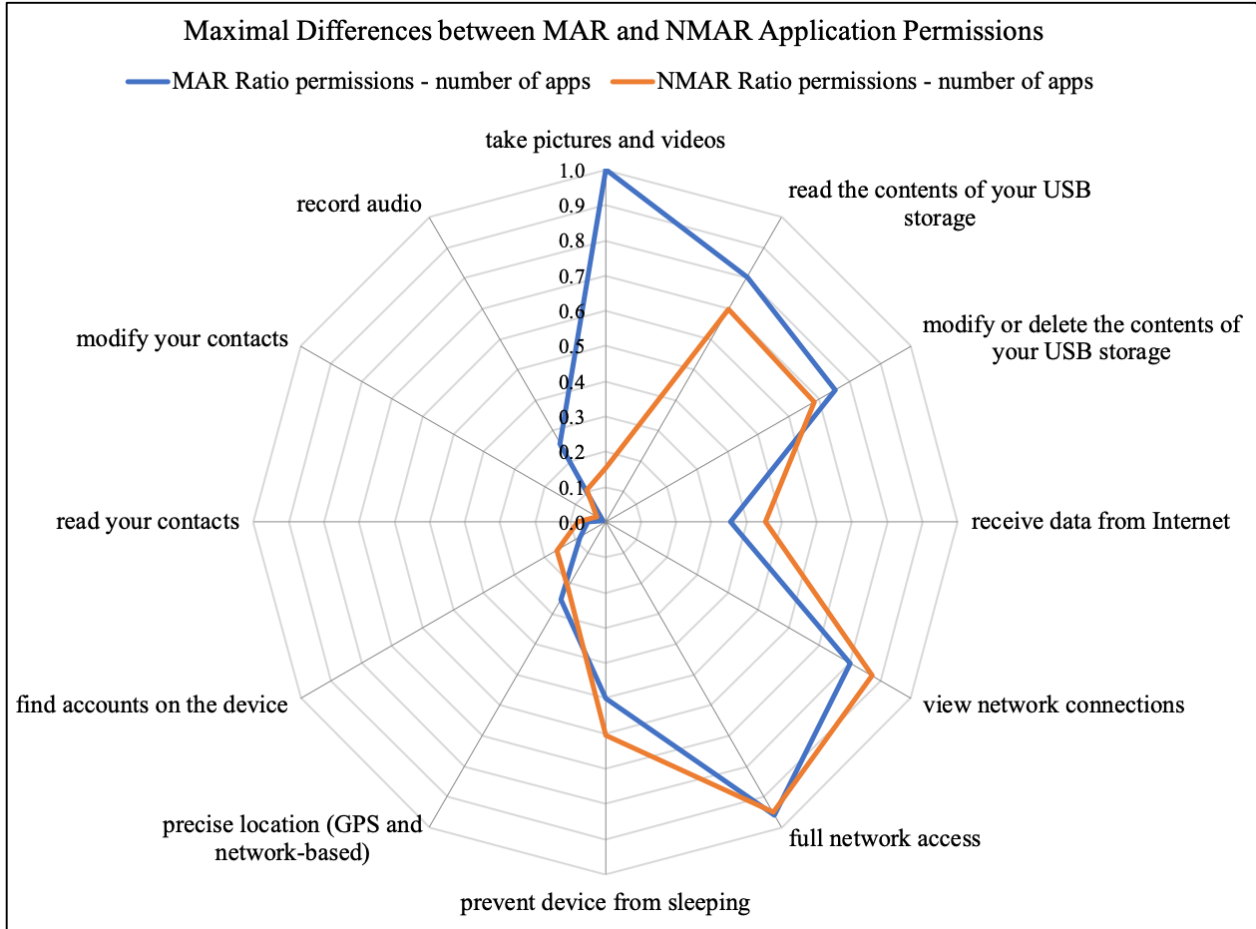 Maximal Differences between MAR and NMAR Application Permissions
MAR Ratio permissions - number of apps
NMAR Ratio permissions - number of apps
take pictures and videos
read the contents of your USB
storage
modify or delete the contents of
your USB storage
receive data from Internet
view network connections
full network access
prevent device from sleeping
precise location (GPS and
network-based)
find accounts on the device
read your contacts
modify your contacts
record audio
1.0
0.9
0.8
0.7
0.6
0.5
0.4
0.3
0.2
0.1
0.0